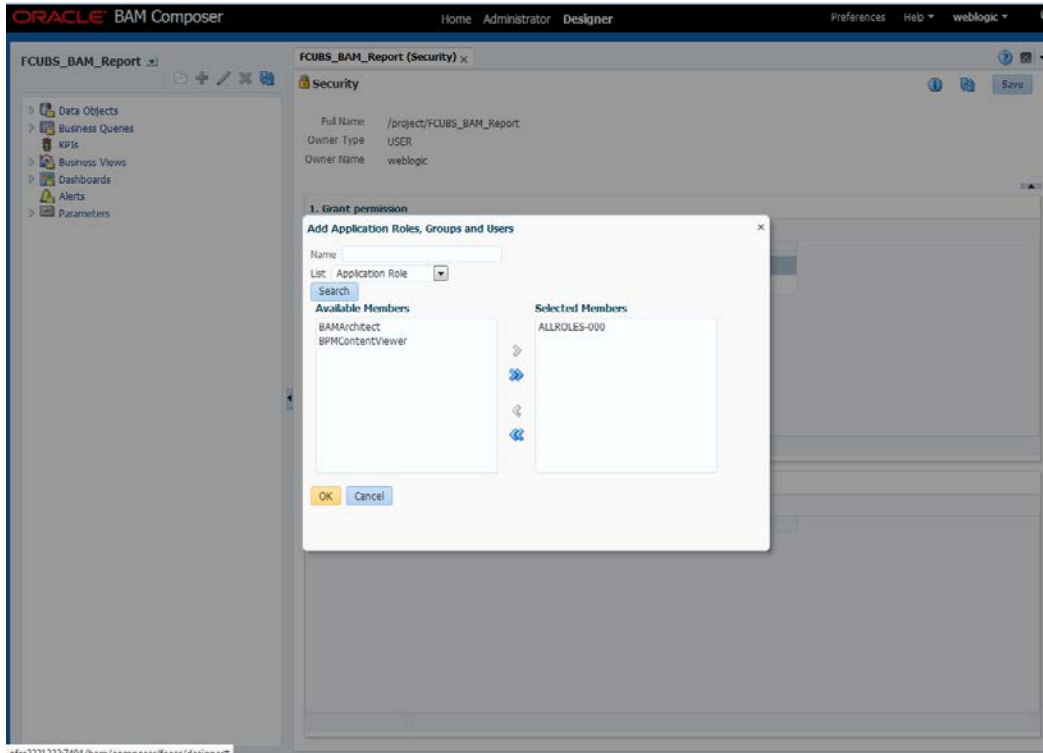 ORACLE BAM Composer
Home Administrator Designer
Preferences Help weblogic
FCUBS_BAM_Report
Data Objects
Business Queries
KPIs
Business Views
Dashboards
Alerts
Parameters
FCUBS_BAM_Report (Security)
Security
Save
Full Name /project/FCUBS_BAM_Report
Owner Type USER
Owner Name weblogic
1. Grant permission
Add Application Roles, Groups and Users
Name
List Application Role
Search
Available Members
BAMArchitect
BPMContentViewer
Selected Members
ALLROLES-000
OK Cancel